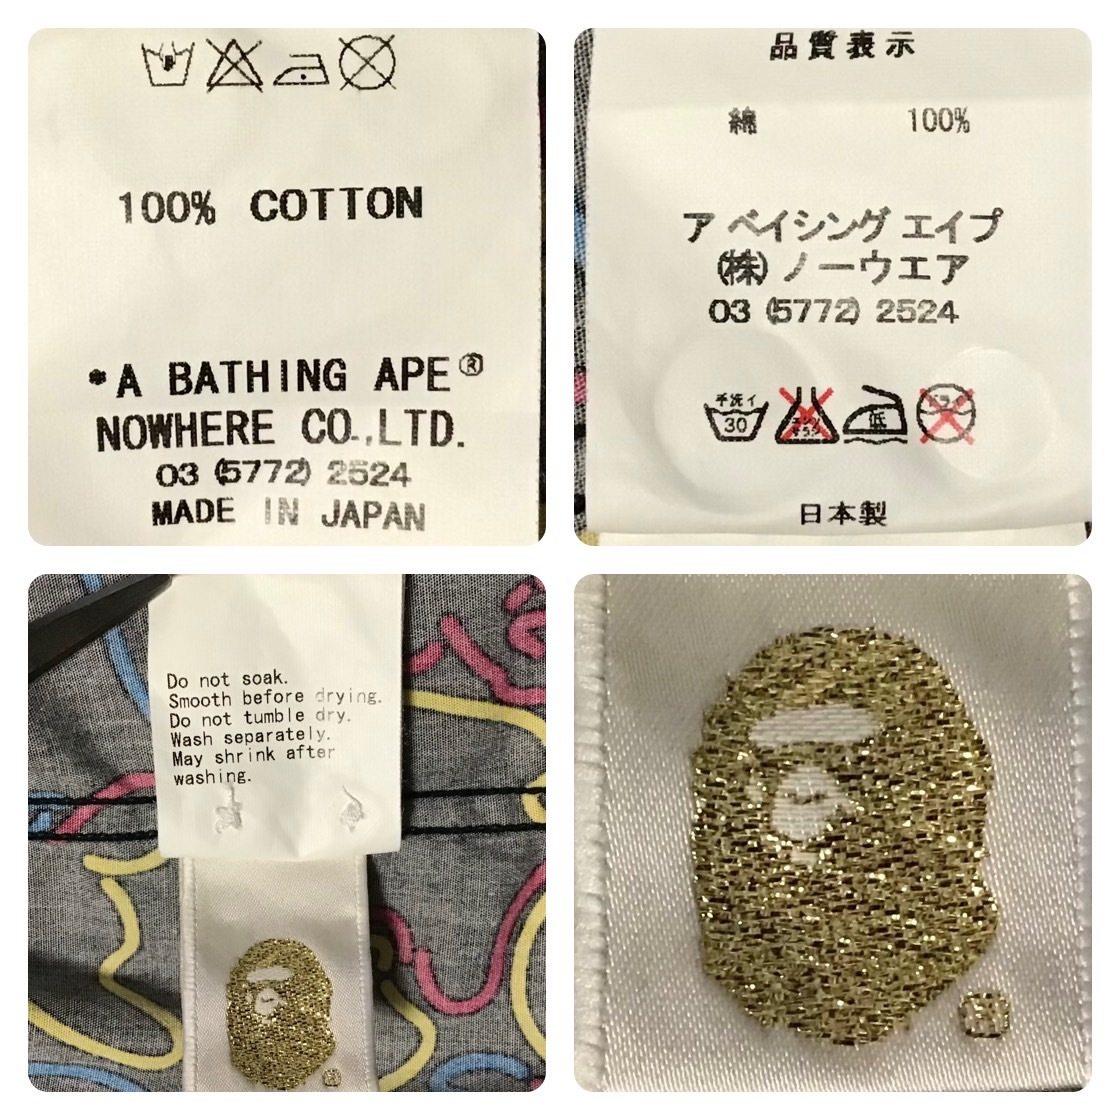 100% COTTON
*A BATHING APE®
NOWHERE CO.,LTD.
03 (5772) 2524
MADE IN JAPAN
品質表示
綿 100%
ア ベイシング エイプ
(株) ノーウエア
03 (5772) 2524
手洗イ
30
低
日本製
Do not soak.
Smooth before drying.
Do not tumble dry.
Wash separately.
May shrink after
washing.